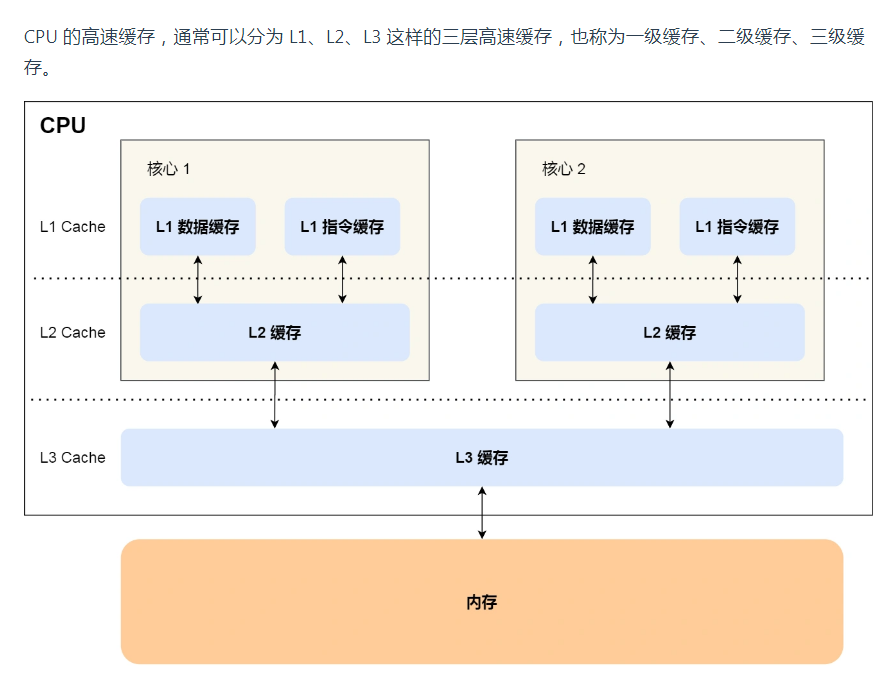 CPU 的高速缓存，通常可以分为 L1、L2、L3 这样的三层高速缓存，也称为一级缓存、二级缓存、三级缓
存。
CPU
核心 1
核心 2
L1 Cache
L1 数据缓存
L1 指令缓存
L1 数据缓存
L1 指令缓存
L2 Cache
L2 缓存
L2 缓存
L3 Cache
L3 缓存
内存